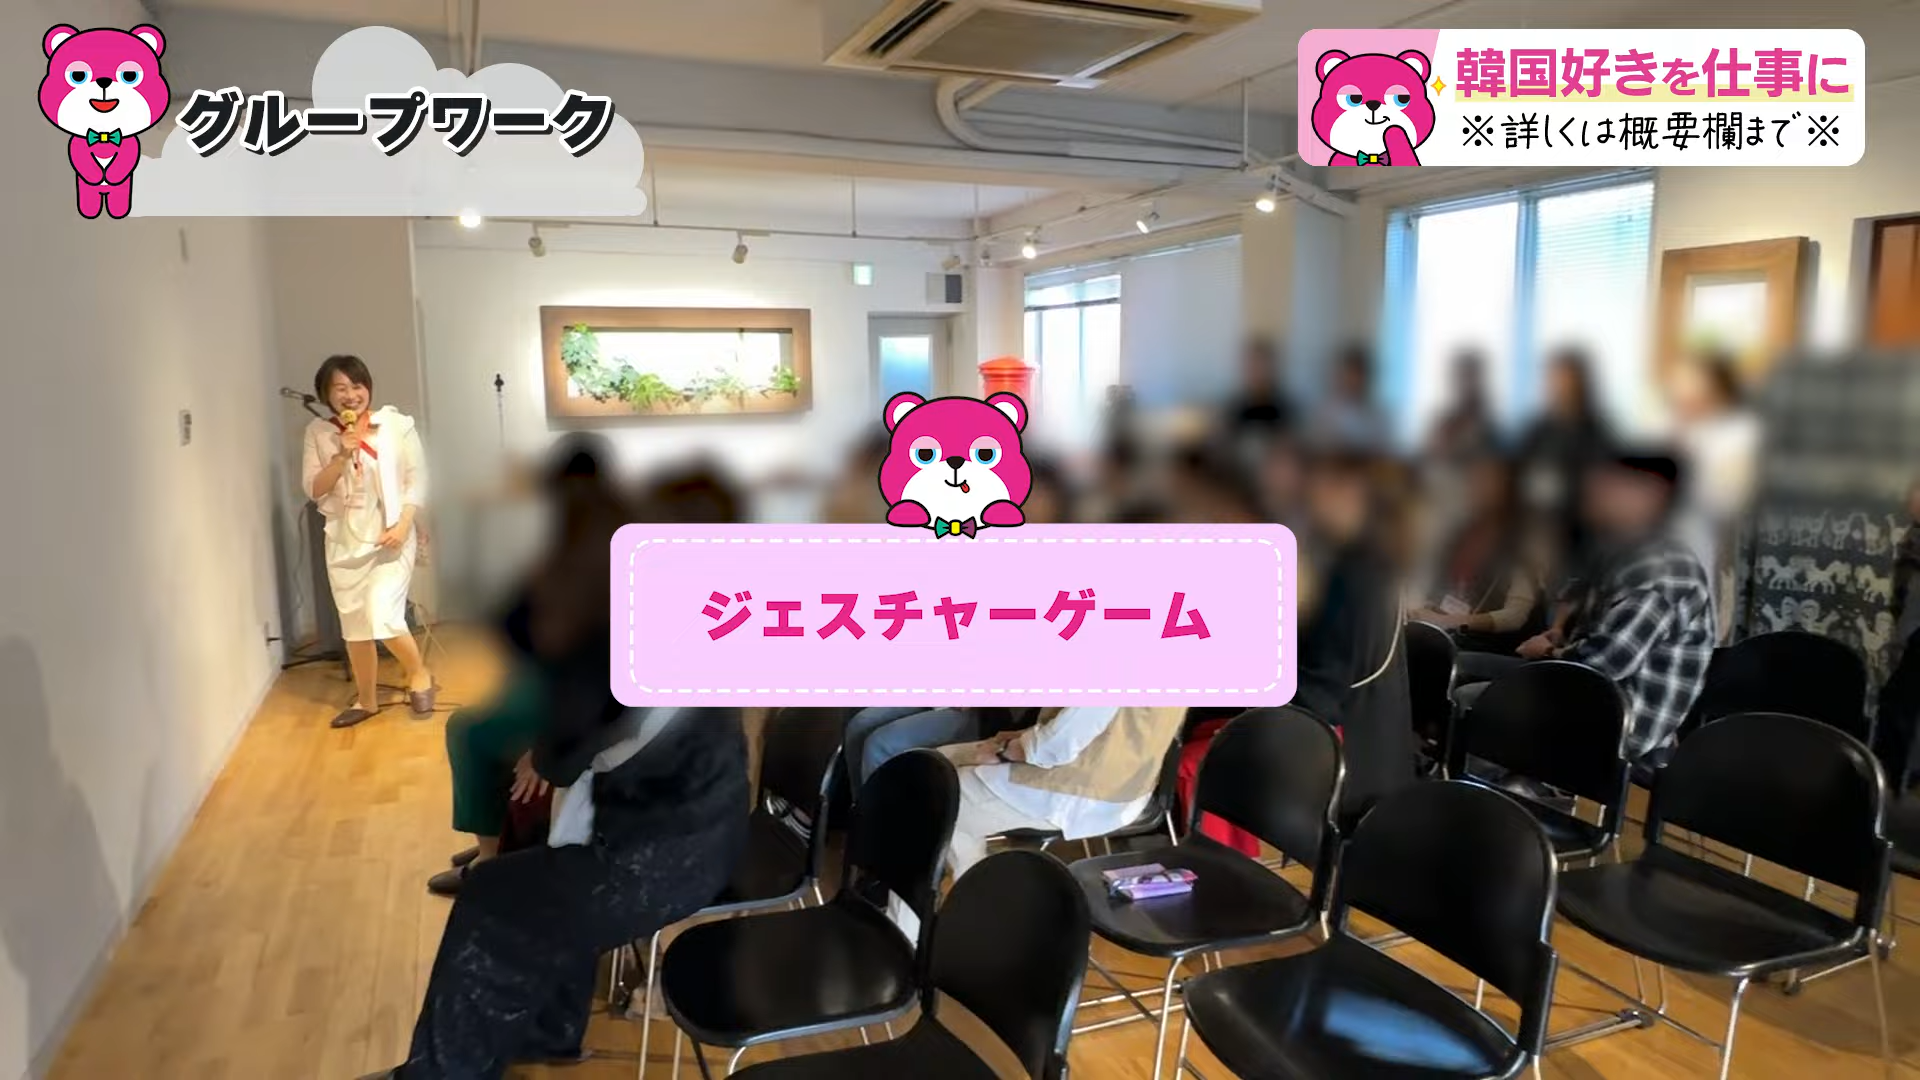 グループワーク
韓国好きを仕事に
※詳しくは概要欄まで※
ジェスチャーゲーム